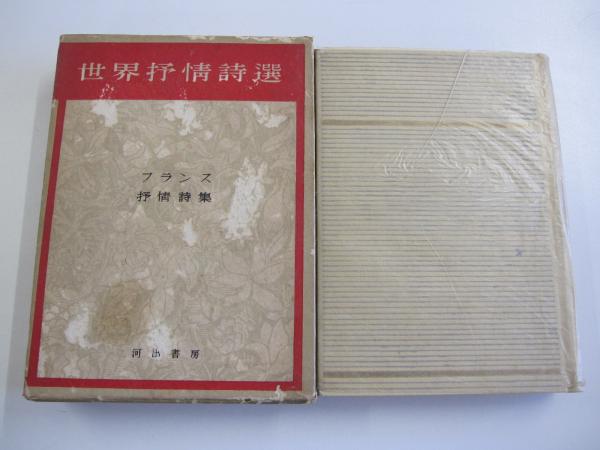 世界抒情詩選
フランス
抒情詩集
河出書房